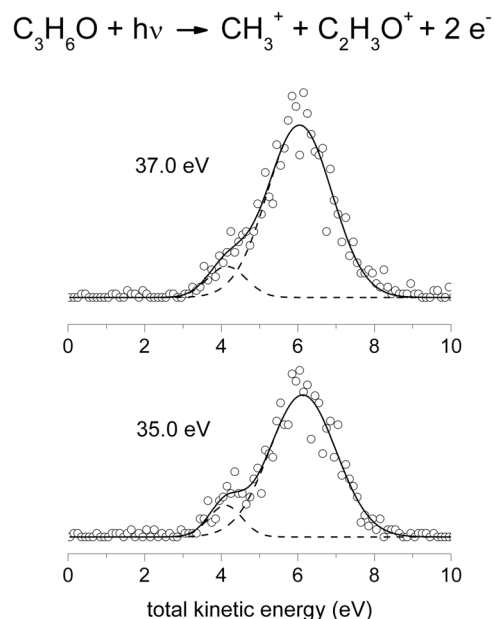 C₃H₆O + hν → CH₃⁺ + C₂H₃O⁺ + 2 e⁻
37.0 eV
0 2 4 6 8 10
35.0 eV
0 2 4 6 8 10
total kinetic energy (eV)